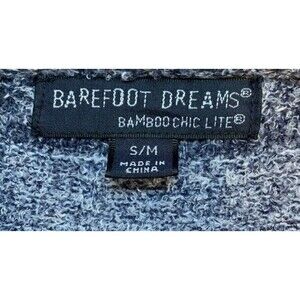 BAREFOOT DREAMS®
BAMBOO CHIC LITE®
S/M
MADE IN
CHINA